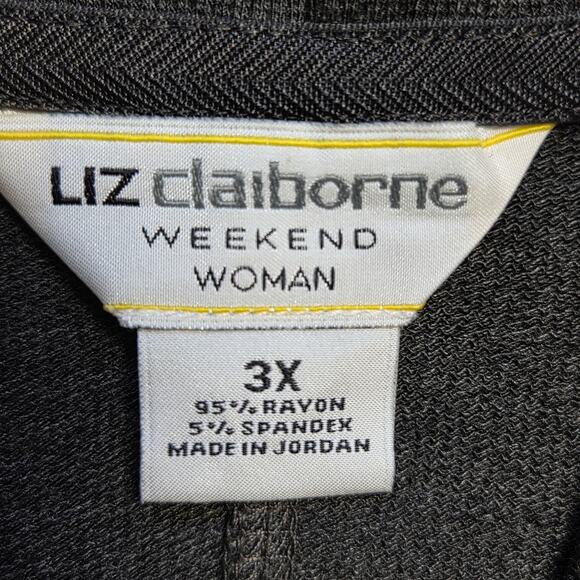 LIZ claiborne
WEEKEND
WOMAN
3X
95% RAYON
5% SPANDEX
MADE IN JORDAN